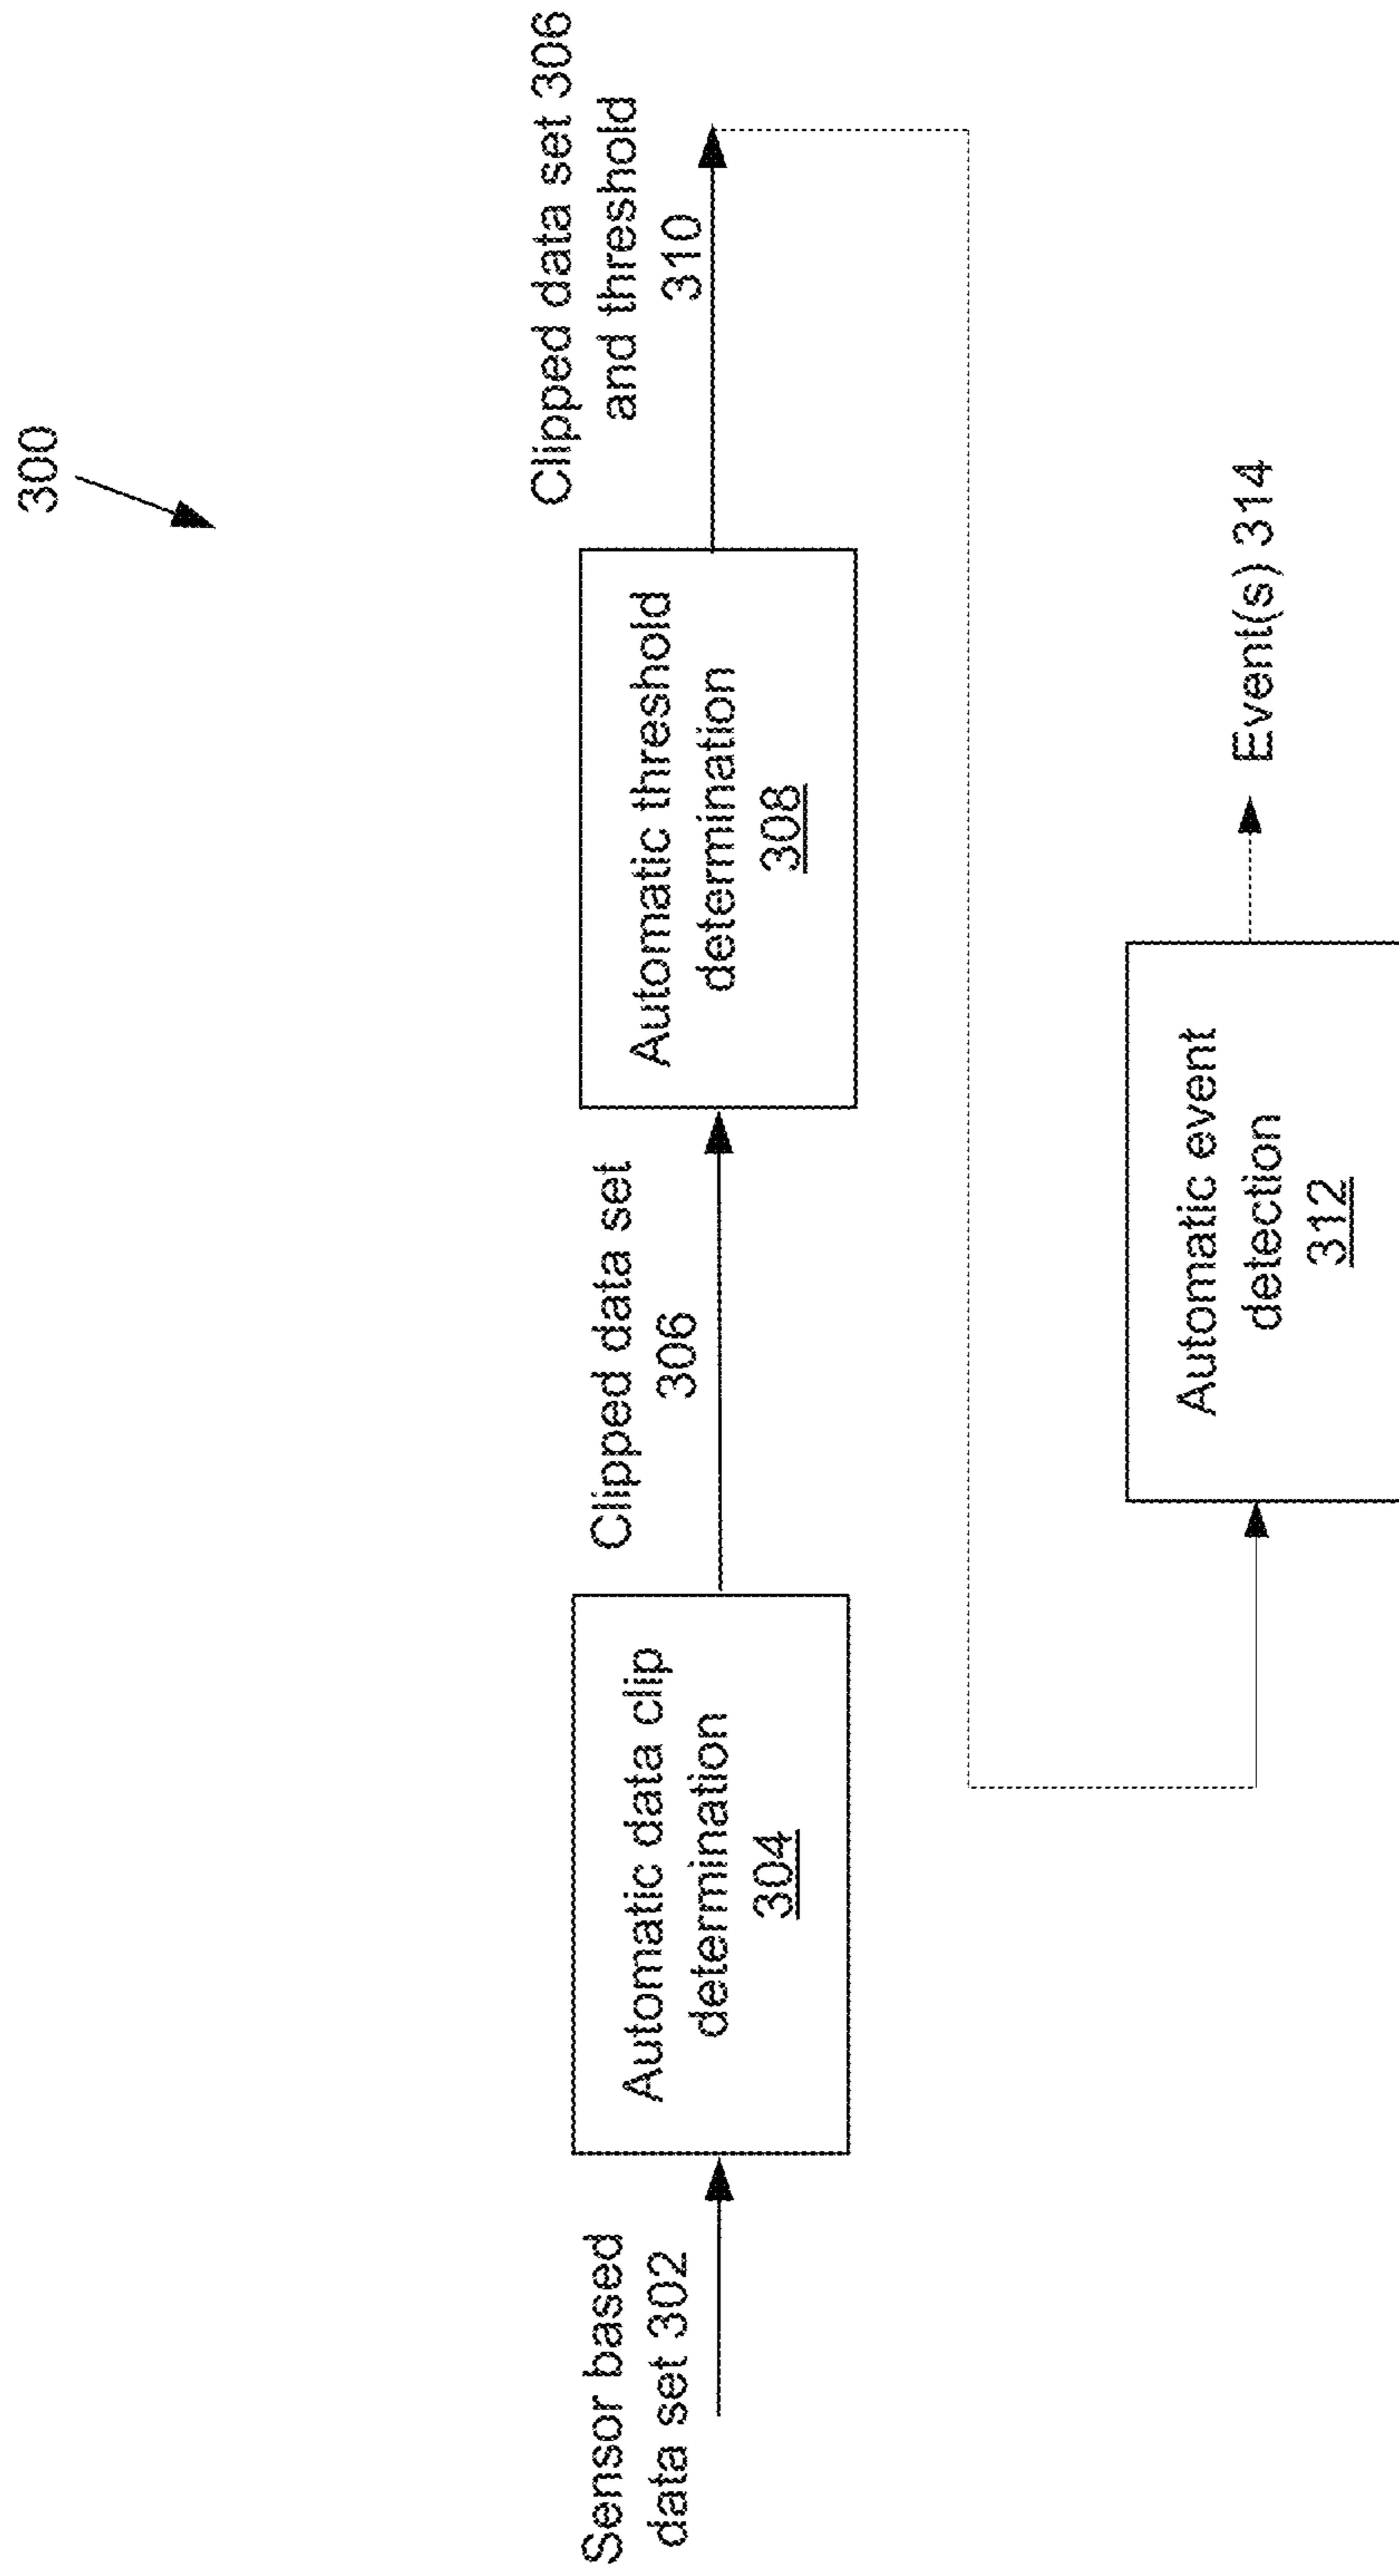 300
Sensor based
data set 302
Automatic data clip
determination
304
Clipped data set
306
Automatic threshold
determination
308
Clipped data set 306
and threshold
310
Automatic event
detection
312
Event(s) 314